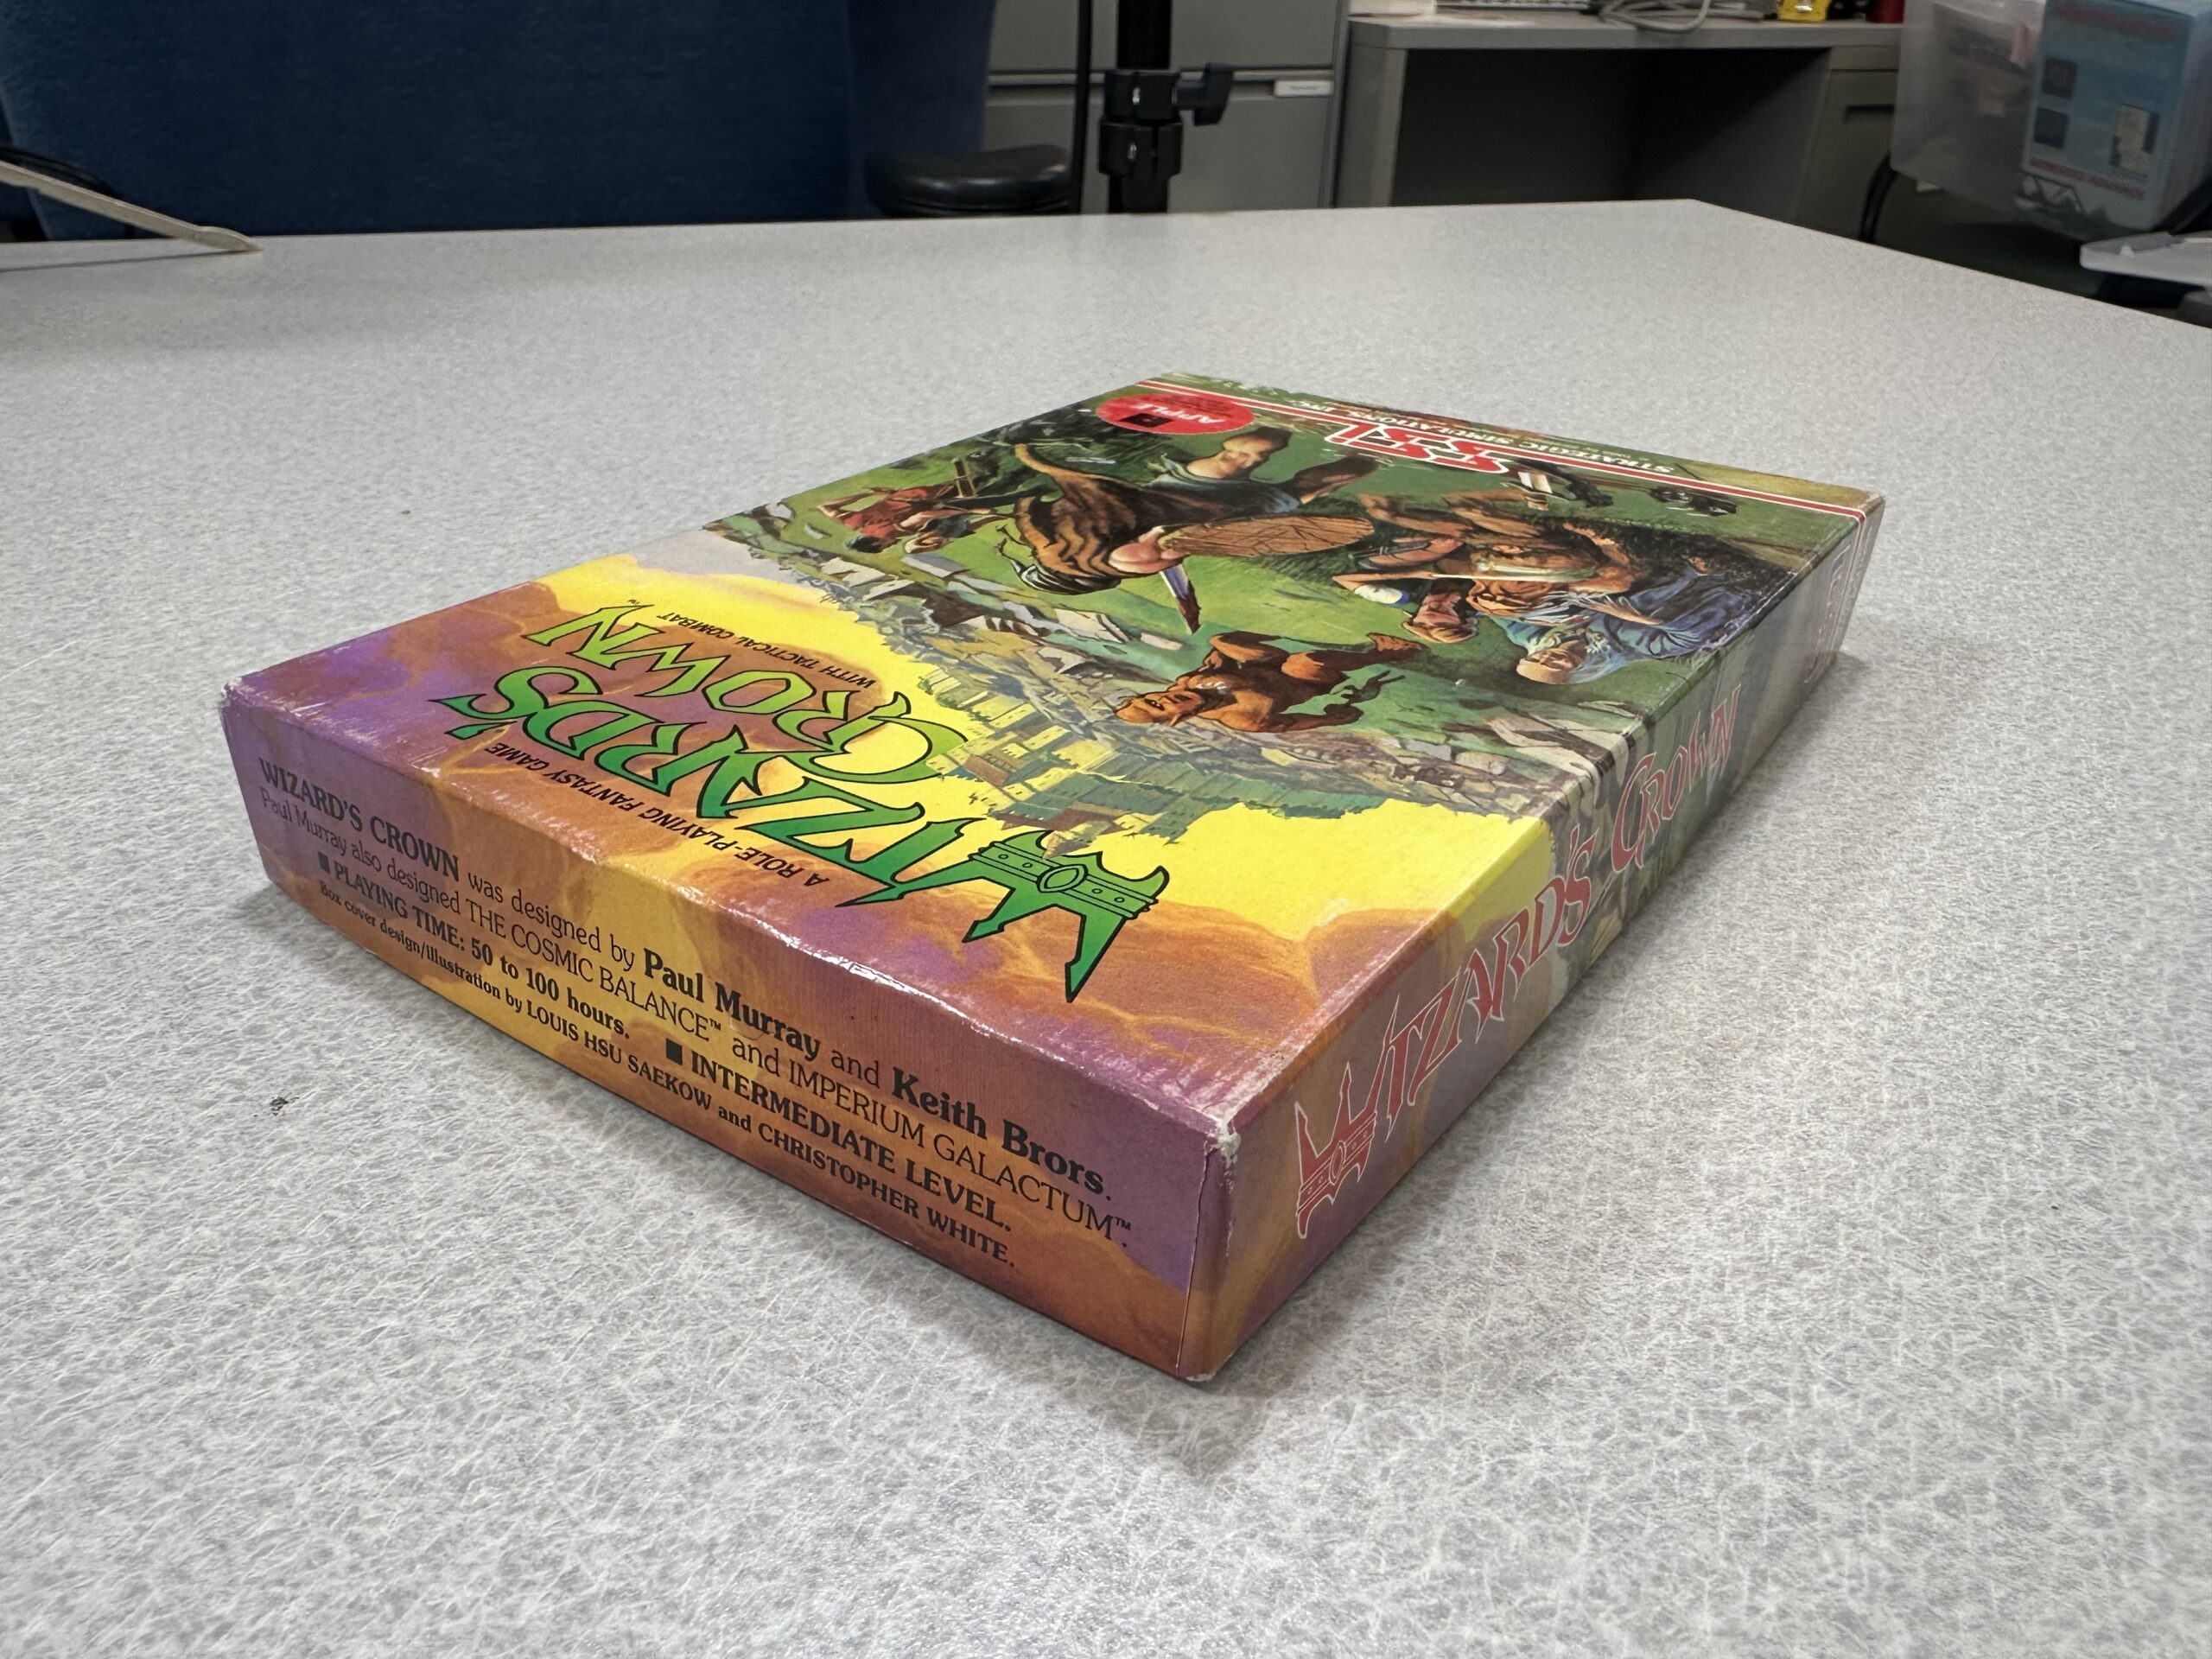 A ROLE-PLAYING FANTASY GAME
WIZARD'S
CROWN™
WITH TACTICAL COMBAT
SSI
STRATEGIC SIMULATIONS, INC.
APPLE
WIZARD'S CROWN was designed by Paul Murray and Keith Brors.
Paul Murray also designed THE COSMIC BALANCE™ and IMPERIUM GALACTUM™.
■ PLAYING TIME: 50 to 100 hours. ■ INTERMEDIATE LEVEL.
Box cover design/illustration by LOUIS HSU SAEKOW and CHRISTOPHER WHITE.
WIZARD'S CROWN